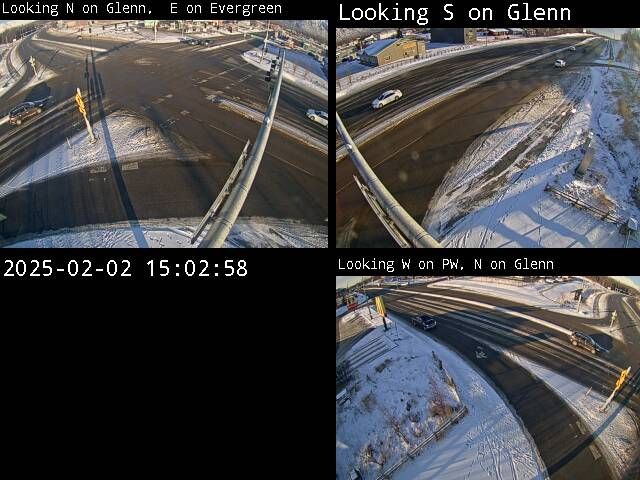 Looking N on Glenn,  E on Evergreen
Looking S on Glenn
2025-02-02 15:02:58
Looking W on PW, N on Glenn